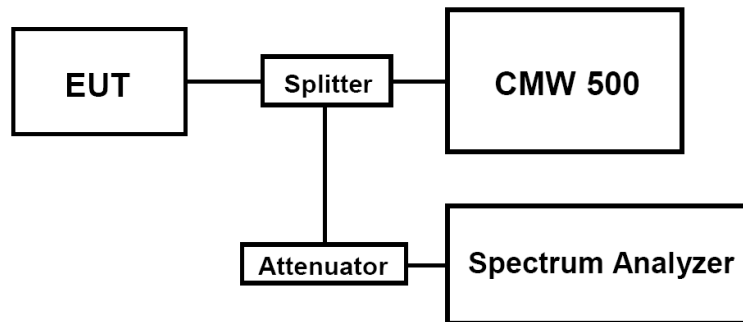 EUT
Splitter
CMW 500
Attenuator
Spectrum Analyzer